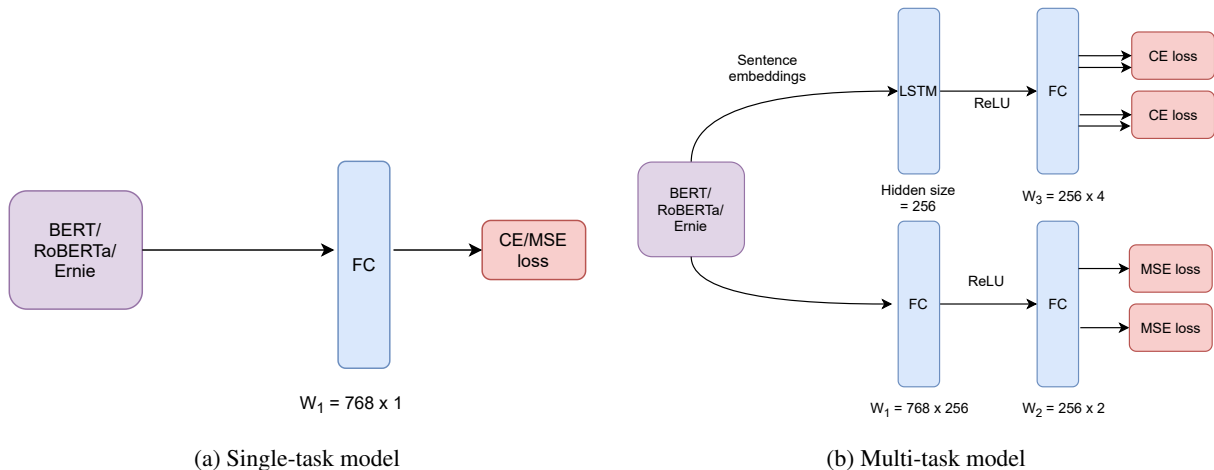 BERT/
RoBERTa/
Ernie
FC
CE/MSE
loss
W₁ = 768 x 1
(a) Single-task model
Sentence
embeddings
BERT/
RoBERTa/
Ernie
LSTM
ReLU
FC
CE loss
CE loss
Hidden size
= 256
W₃ = 256 x 4
FC
ReLU
FC
MSE loss
MSE loss
W₁ = 768 x 256
W₂ = 256 x 2
(b) Multi-task model